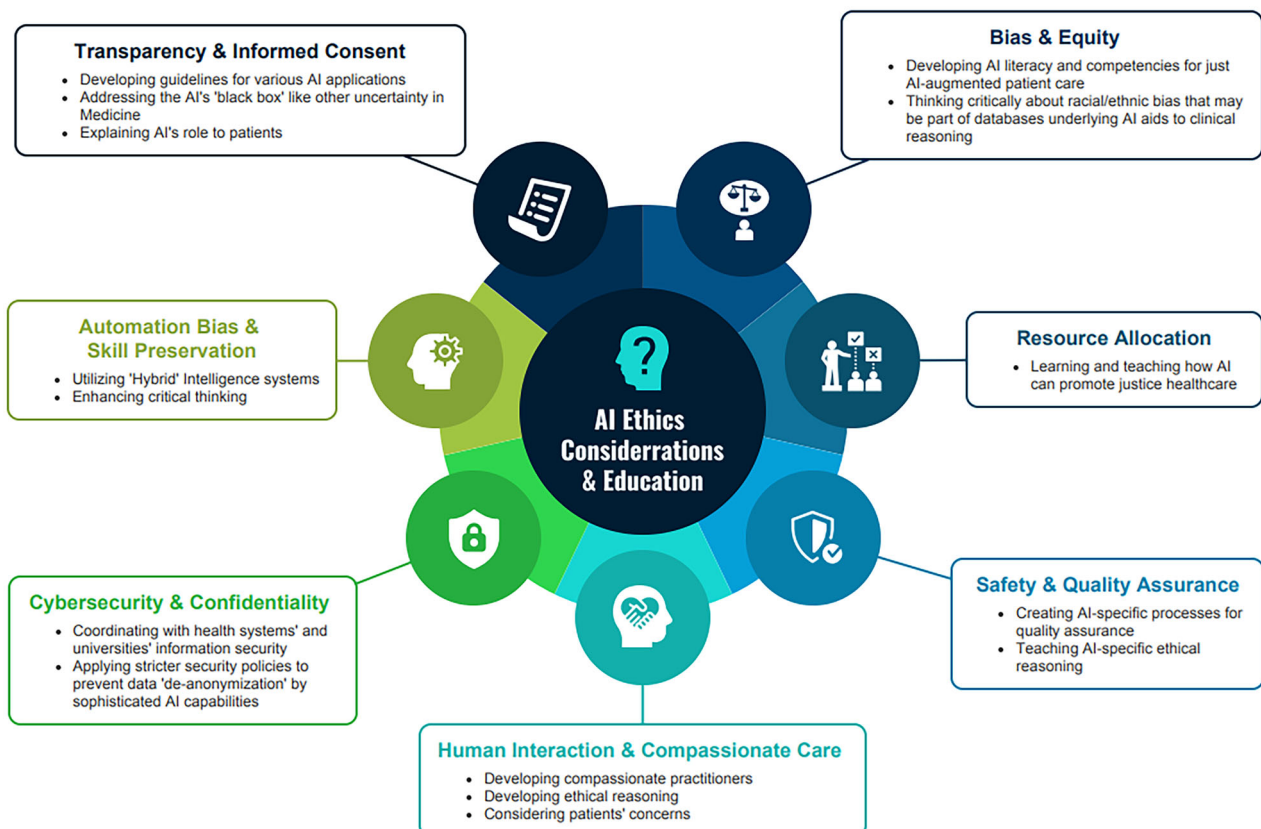 Transparency & Informed Consent
• Developing guidelines for various AI applications
• Addressing the AI's 'black box' like other uncertainty in
Medicine
• Explaining AI's role to patients
Bias & Equity
• Developing AI literacy and competencies for just
AI-augmented patient care
• Thinking critically about racial/ethnic bias that may
be part of databases underlying AI aids to clinical
reasoning
Automation Bias &
Skill Preservation
• Utilizing 'Hybrid' Intelligence systems
• Enhancing critical thinking
?
AI Ethics
Considerrations
& Education
Resource Allocation
• Learning and teaching how AI
can promote justice healthcare
Cybersecurity & Confidentiality
• Coordinating with health systems' and
universities' information security
• Applying stricter security policies to
prevent data 'de-anonymization' by
sophisticated AI capabilities
Safety & Quality Assurance
• Creating AI-specific processes for
quality assurance
• Teaching AI-specific ethical
reasoning
Human Interaction & Compassionate Care
• Developing compassionate practitioners
• Developing ethical reasoning
• Considering patients' concerns